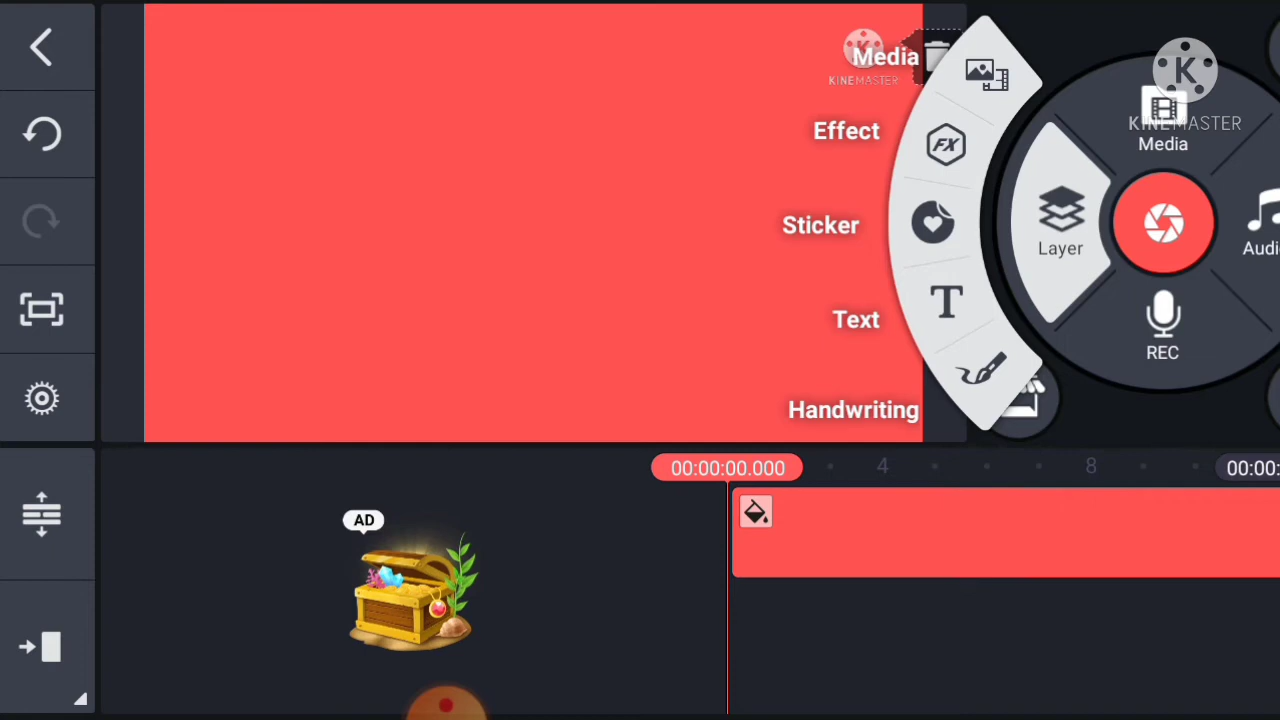 Media
KINEMASTER
Effect
Sticker
Text
Handwriting
FX
T
K
KINEMASTER
Media
Layer
Audi
REC
00:00:00.000
4
8
00:00:
AD